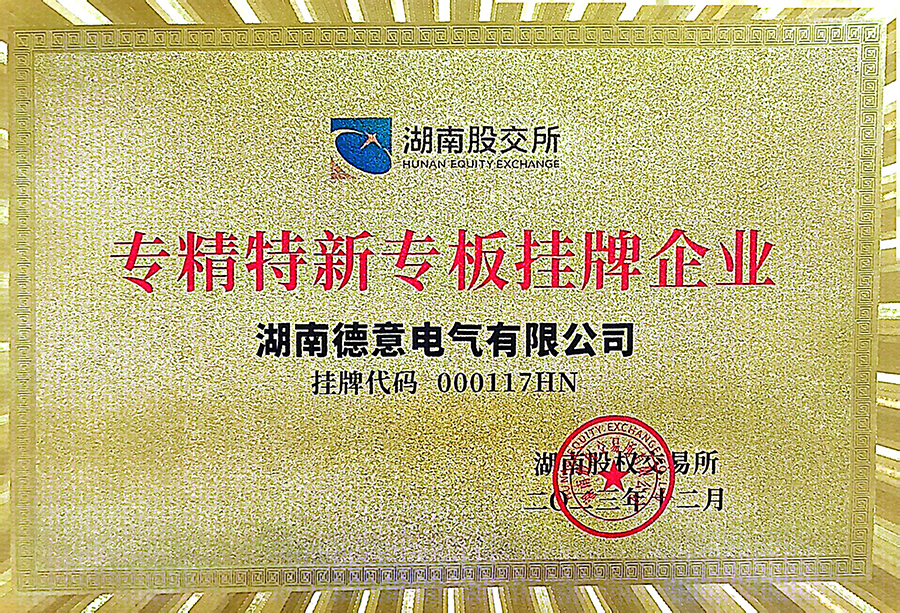 湖南股交所
HUNAN EQUITY EXCHANGE
专精特新专板挂牌企业
湖南德意电气有限公司
挂牌代码 000117HN
湖南股权交易所
二〇二三年十二月
EQUITY EXCHANGE